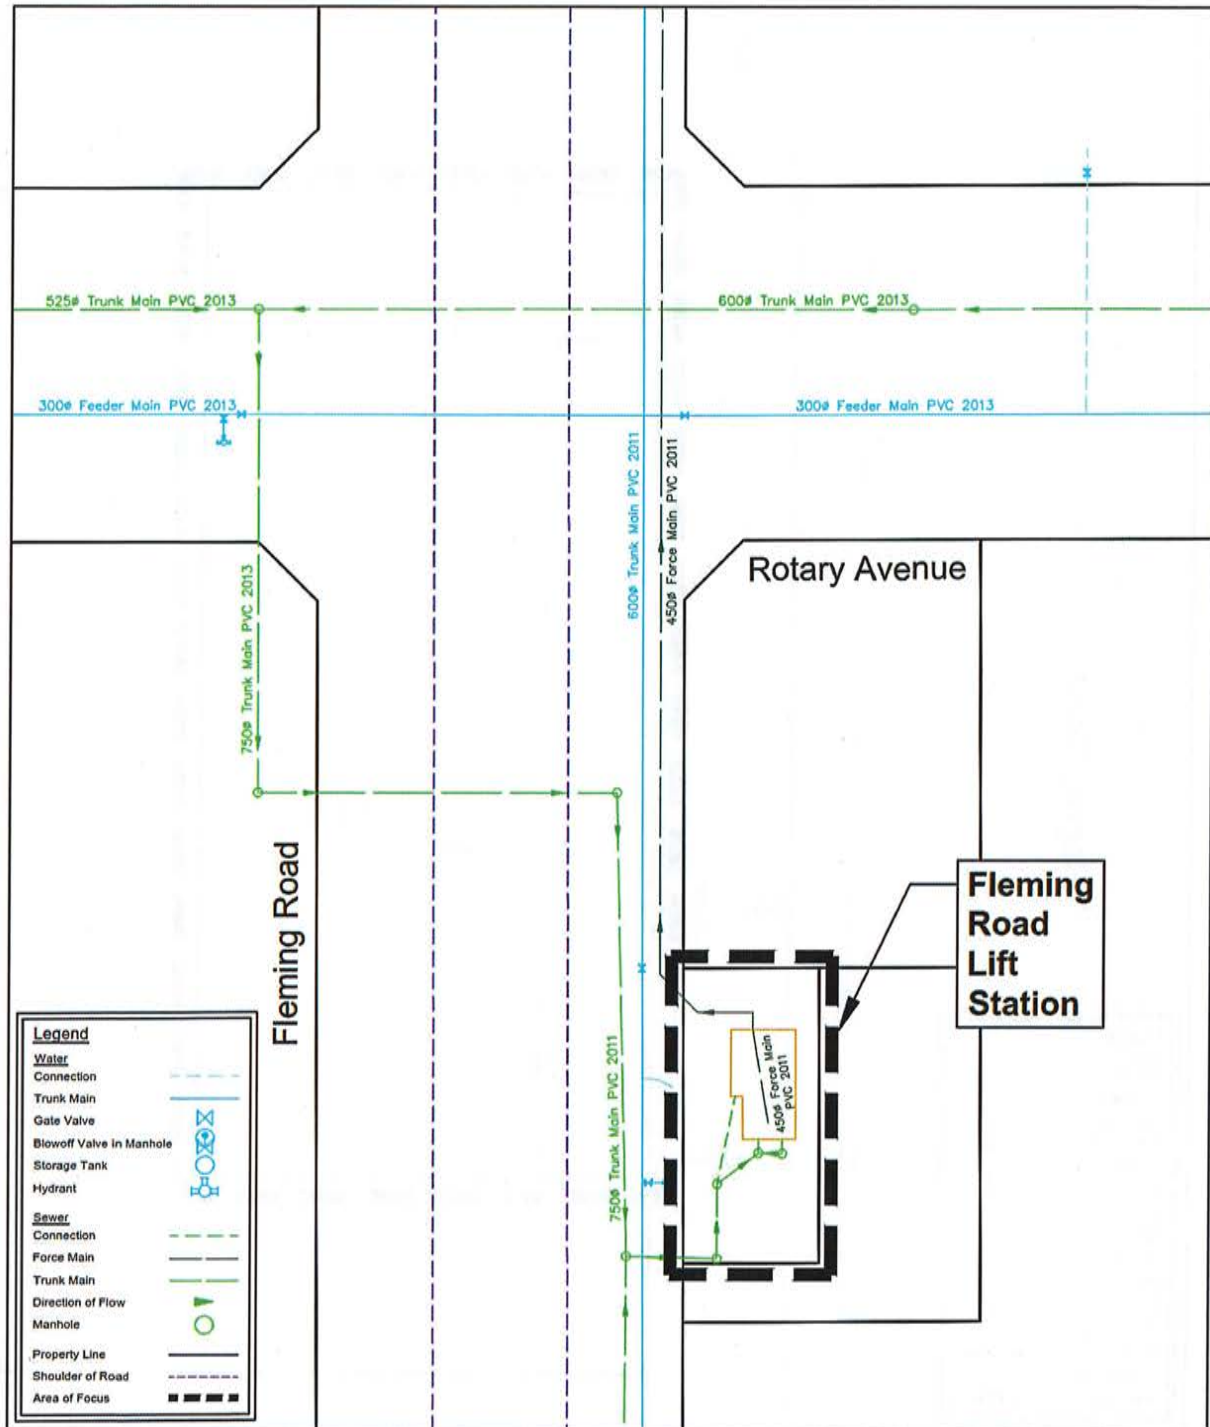 525ø Trunk Main PVC 2013
600ø Trunk Main PVC 2013
300ø Feeder Main PVC 2013
300ø Feeder Main PVC 2013
600ø Trunk Main PVC 2011
450ø Force Main PVC 2011
Rotary Avenue
750ø Trunk Main PVC 2013
Fleming Road
Fleming
Road
Lift
Station
750ø Trunk Main PVC 2011
450ø Force Main
PVC 2011
Legend
Water
Connection
Trunk Main
Gate Valve
Blowoff Valve in Manhole
Storage Tank
Hydrant
Sewer
Connection
Force Main
Trunk Main
Direction of Flow
Manhole
Property Line
Shoulder of Road
Area of Focus